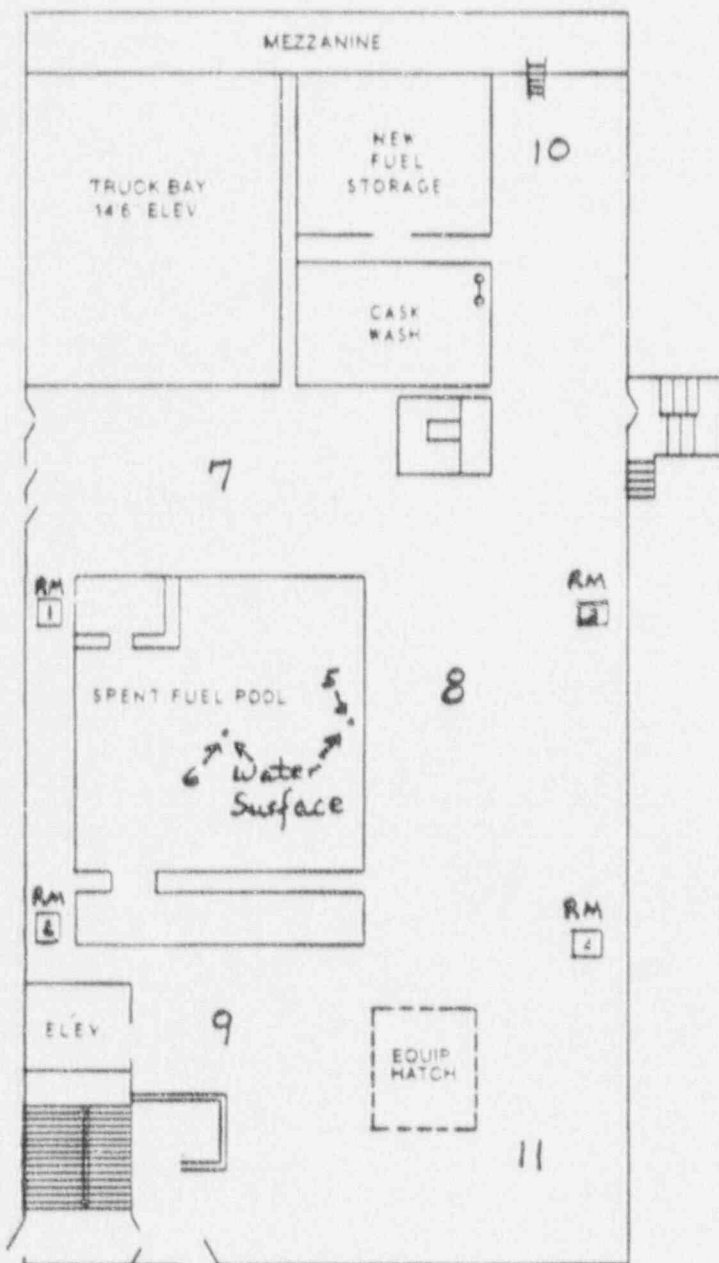 MEZZANINE
NEW
FUEL
STORAGE
10
TRUCK BAY
14'6" ELEV.
CASK
WASH
7
RM
1
RM
5
8
SPENT FUEL POOL
6
Water
Surface
RM
RM
9
ELEV.
EQUIP
HATCH
11